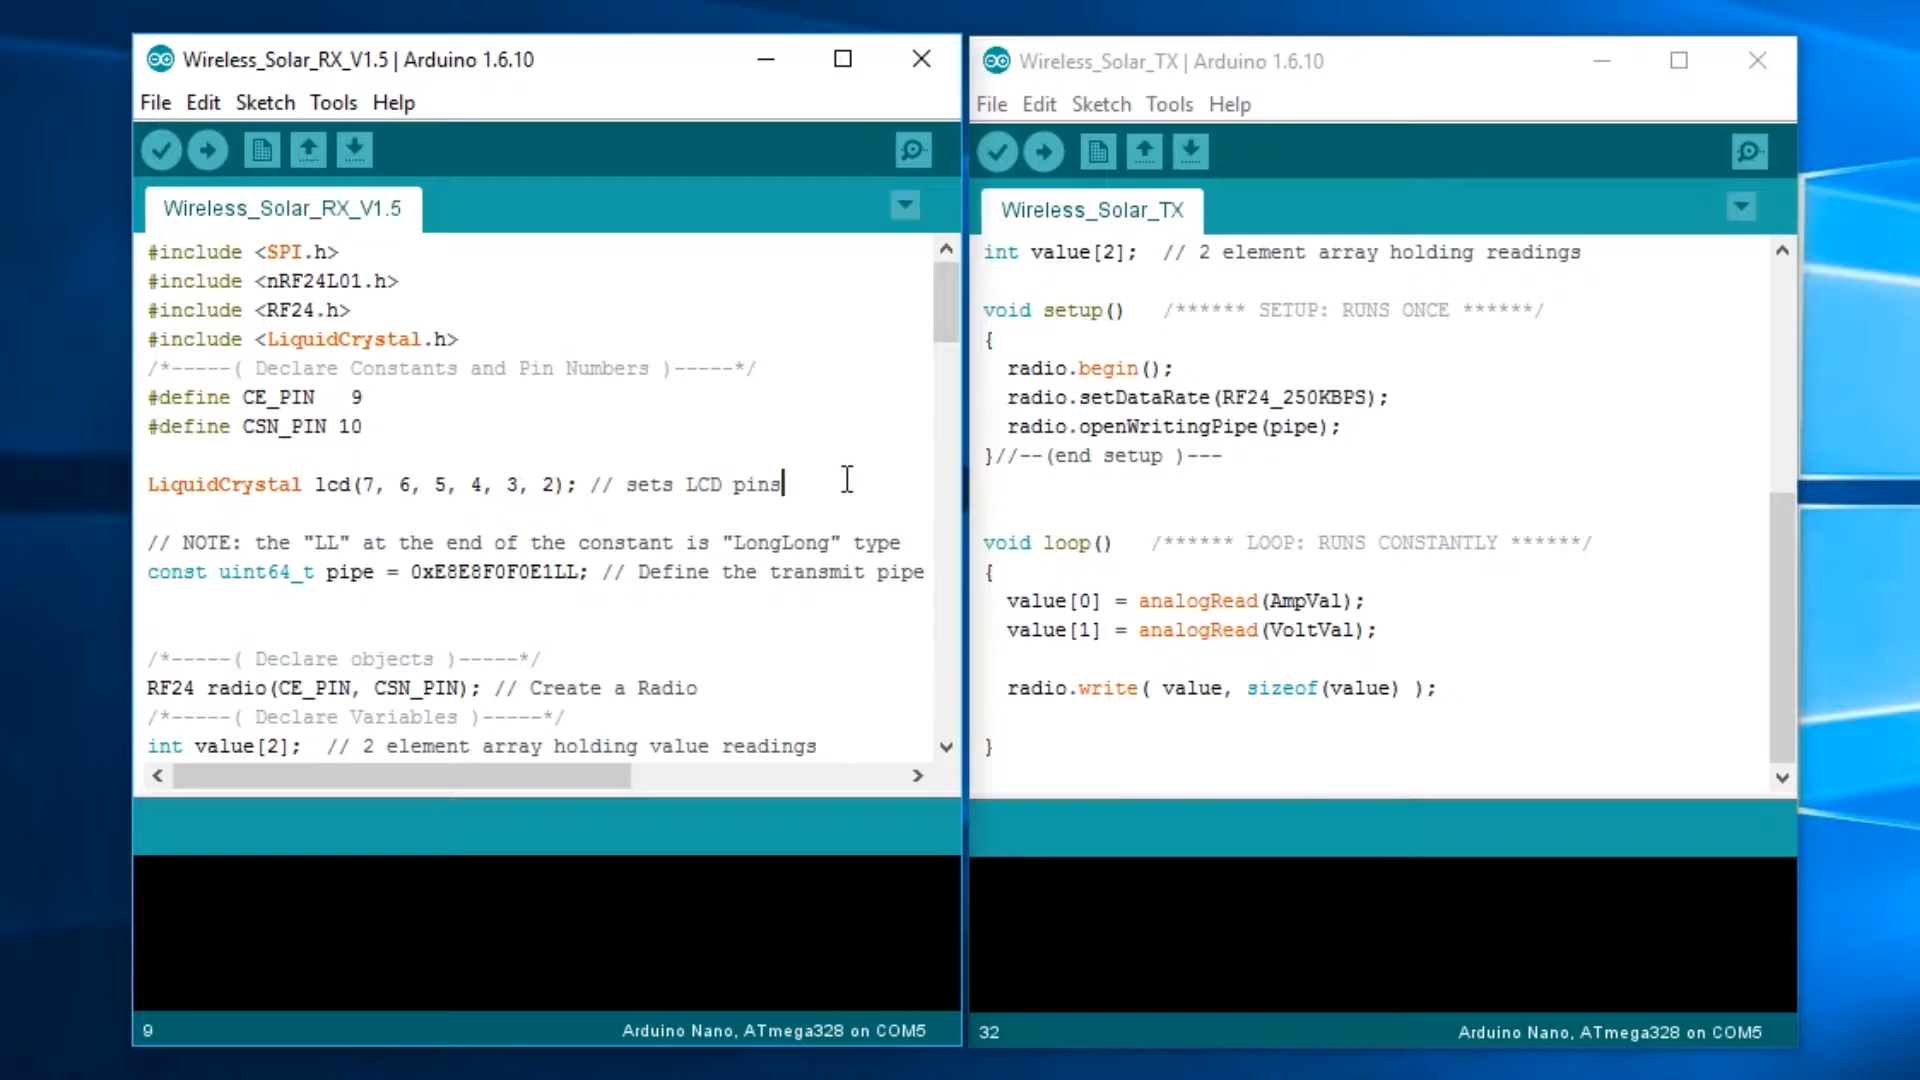 Wireless_Solar_RX_V1.5 | Arduino 1.6.10
File Edit Sketch Tools Help
Wireless_Solar_RX_V1.5
#include <SPI.h>
#include <nRF24L01.h>
#include <RF24.h>
#include <LiquidCrystal.h>
/*-----( Declare Constants and Pin Numbers )-----*/
#define CE_PIN   9
#define CSN_PIN 10
LiquidCrystal lcd(7, 6, 5, 4, 3, 2); // sets LCD pins
// NOTE: the "LL" at the end of the constant is "LongLong" type
const uint64_t pipe = 0xE8E8F0F0E1LL; // Define the transmit pipe
/*-----( Declare objects )-----*/
RF24 radio(CE_PIN, CSN_PIN); // Create a Radio
/*-----( Declare Variables )-----*/
int value[2];  // 2 element array holding value readings
9
Arduino Nano, ATmega328 on COM5
Wireless_Solar_TX | Arduino 1.6.10
File Edit Sketch Tools Help
Wireless_Solar_TX
int value[2];  // 2 element array holding readings
void setup()   /****** SETUP: RUNS ONCE ******/
{
  radio.begin();
  radio.setDataRate(RF24_250KBPS);
  radio.openWritingPipe(pipe);
}//--(end setup )---
void loop()   /****** LOOP: RUNS CONSTANTLY ******/
{
  value[0] = analogRead(AmpVal);
  value[1] = analogRead(VoltVal);
  radio.write( value, sizeof(value) );
}
32
Arduino Nano, ATmega328 on COM5